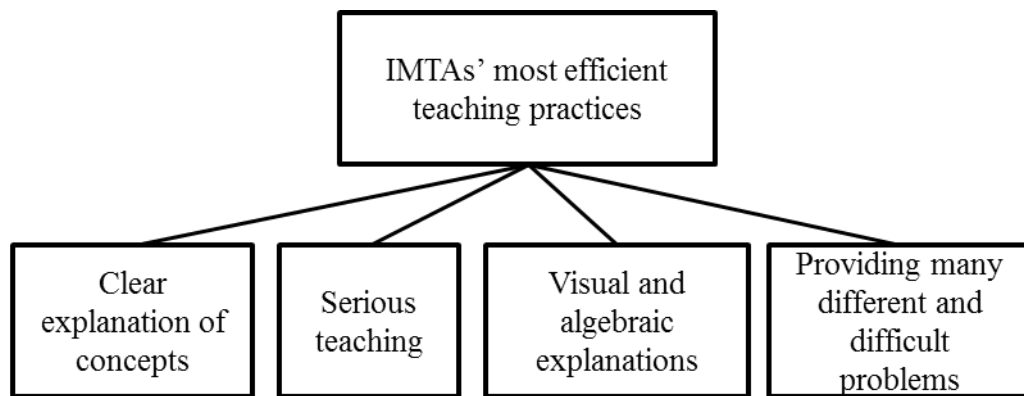 IMTAs’ most efficient
teaching practices
Clear
explanation of
concepts
Serious
teaching
Visual and
algebraic
explanations
Providing many
different and
difficult
problems